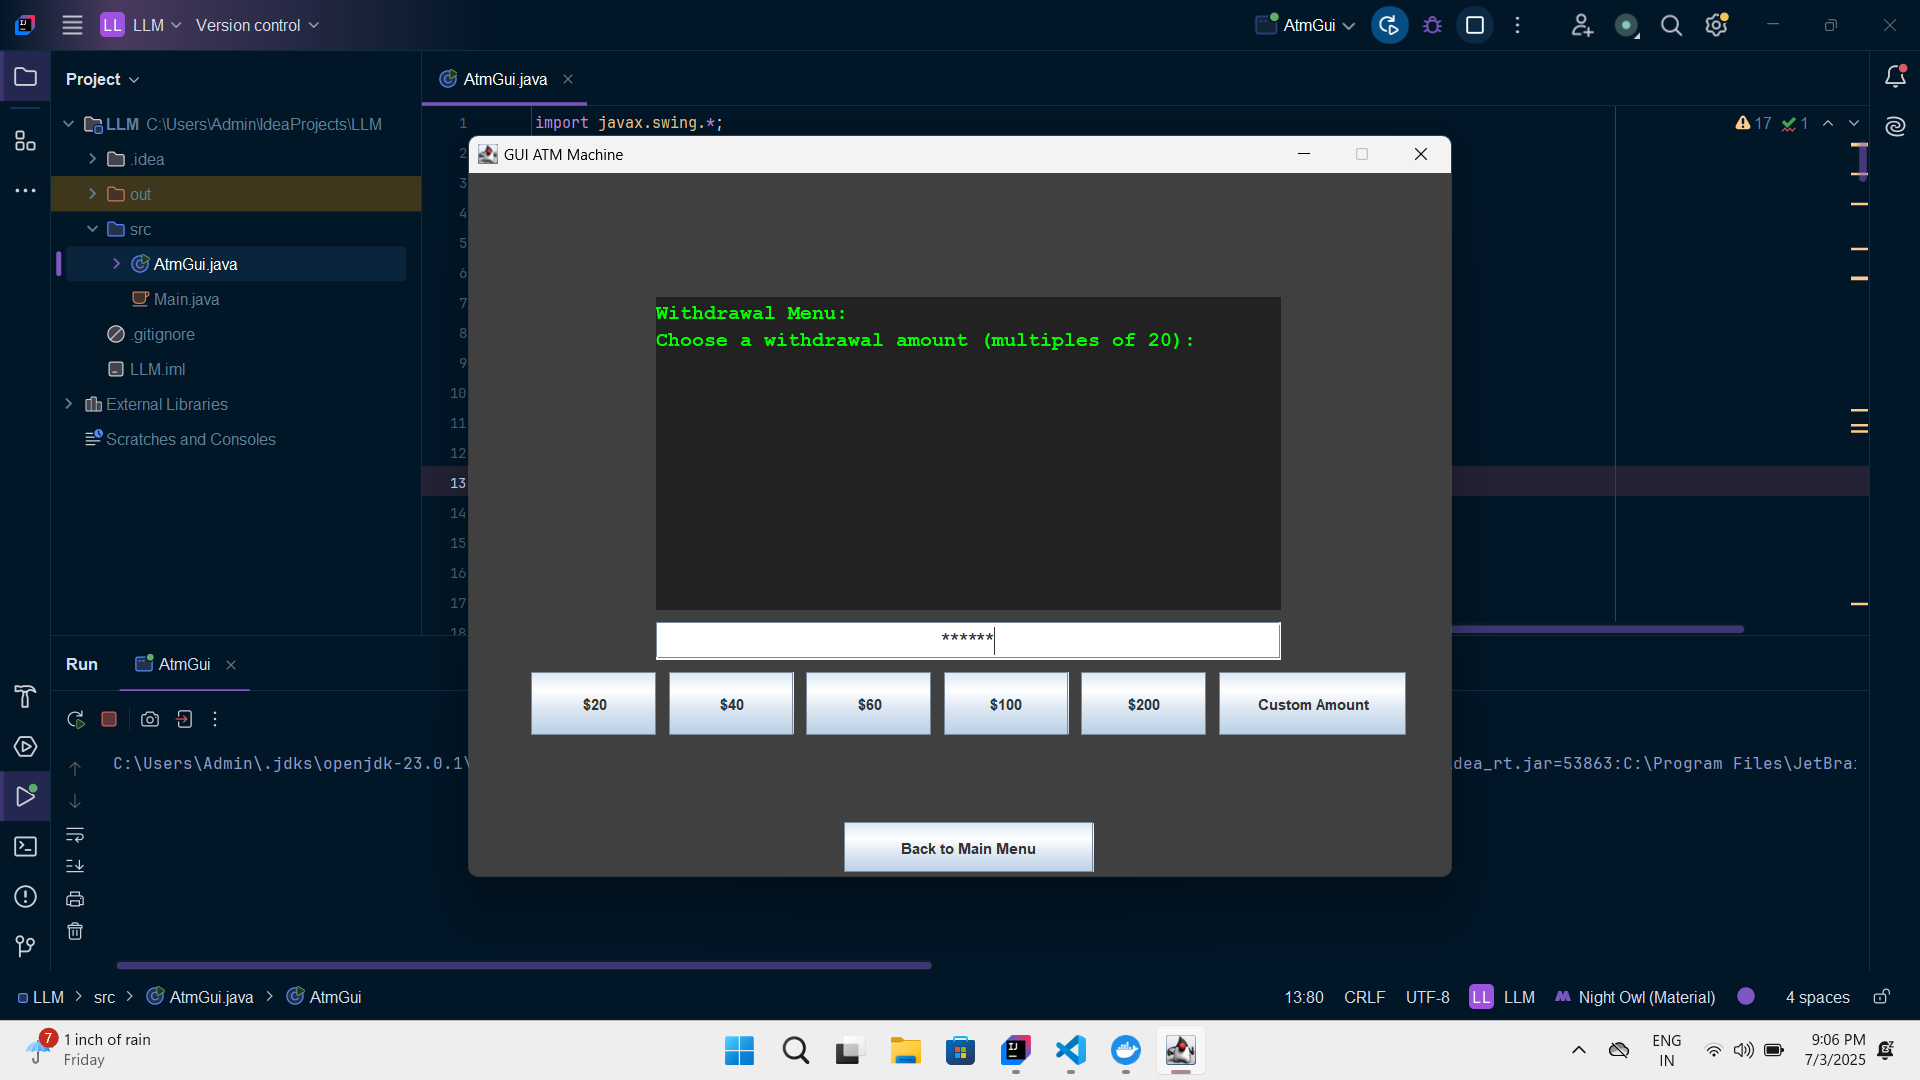 LL LLM Version control
AtmGui
Project
AtmGui.java
LLM C:\Users\Admin\IdeaProjects\LLM
.idea
out
src
AtmGui.java
Main.java
.gitignore
LLM.iml
External Libraries
Scratches and Consoles
1 import javax.swing.*;
2
3
4
5
6
7
8
9
10
11
12
13
14
15
16
17
18
17 1
GUI ATM Machine
Withdrawal Menu:
Choose a withdrawal amount (multiples of 20):
******
$20 $40 $60 $100 $200 Custom Amount
Back to Main Menu
Run AtmGui
C:\Users\Admin\.jdks\openjdk-23.0.1\
dea_rt.jar=53863:C:\Program Files\JetBra
LLM > src > AtmGui.java > AtmGui
13:80 CRLF UTF-8 LL LLM Night Owl (Material) 4 spaces
7
1 inch of rain
Friday
ENG
IN
9:06 PM
7/3/2025